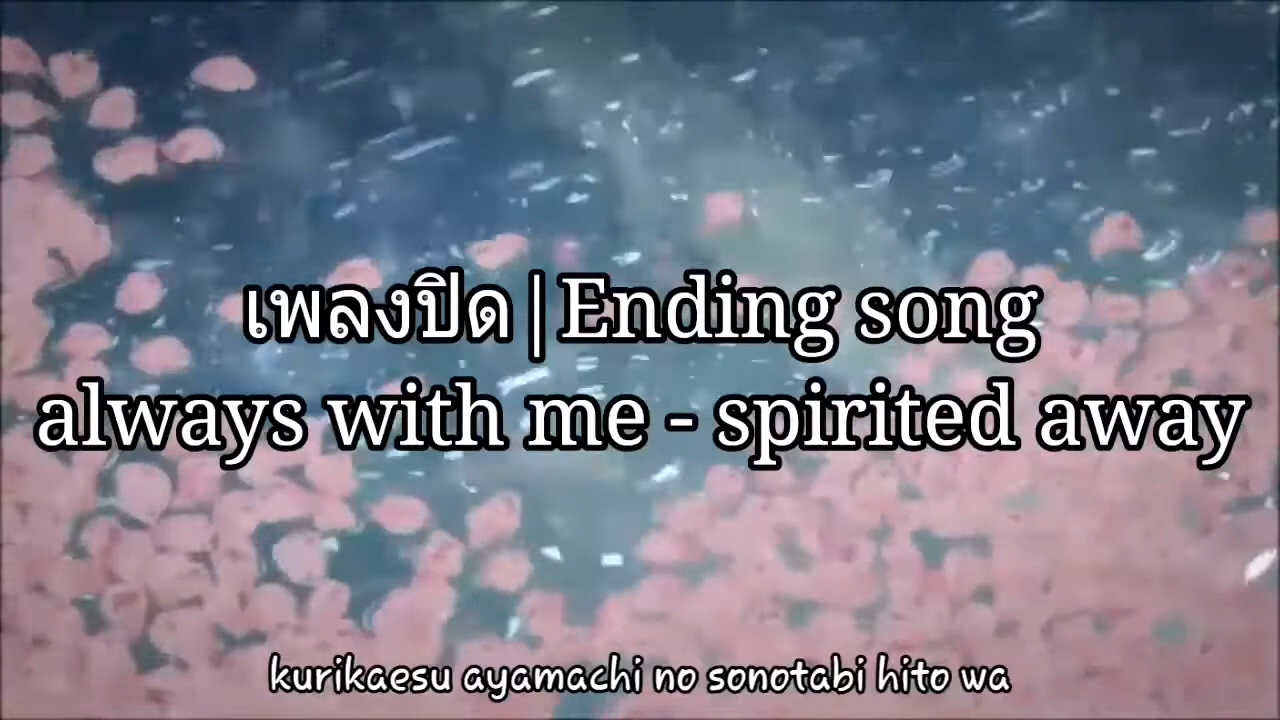 เพลงปิด | Ending song
always with me - spirited away
kurikaesu ayamachi no sonotabi hito wa